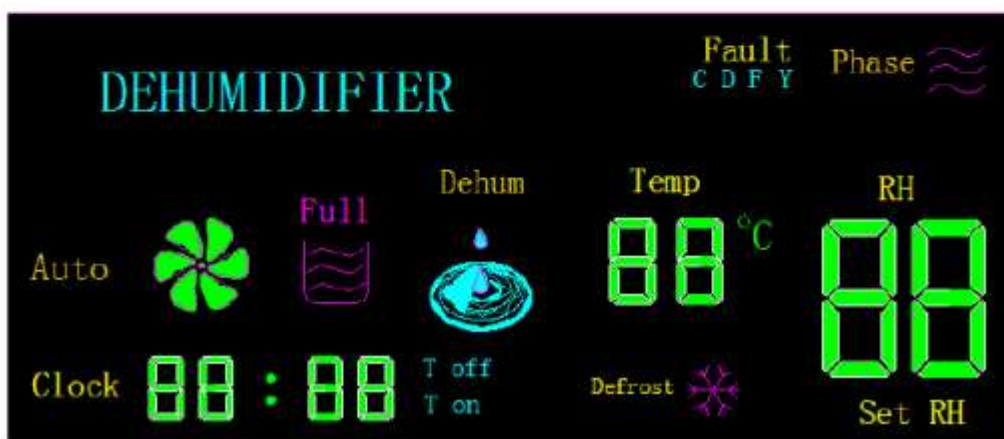 Fault
Phase
C D F Y
DEHUMIDIFIER
Dehum
Temp
RH
Full
°C
88
88
Auto
Clock
88:88
T off
T on
Defrost
Set RH